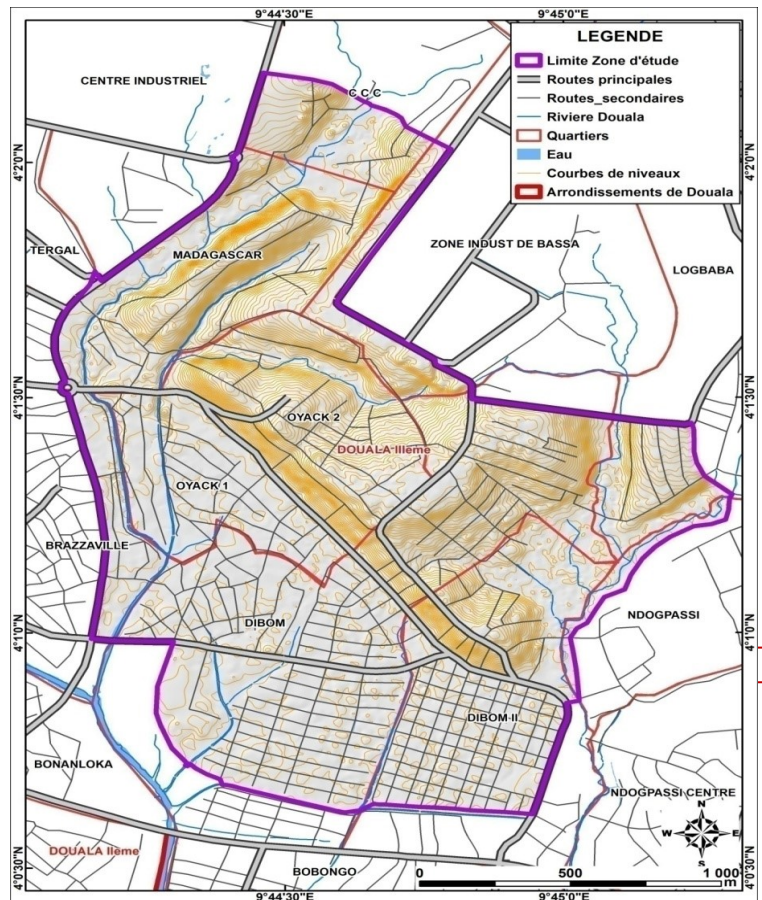 9°44'30"E
9°45'0"E
LEGENDE
Limite Zone d'étude
Routes principales
Routes_secondaires
Riviere Douala
Quartiers
Eau
Courbes de niveaux
Arrondissements de Douala
CENTRE INDUSTRIEL
C C C
4°2'0"N
4°2'0"N
TERGAL
MADAGASCAR
ZONE INDUST DE BASSA
LOGBABA
4°1'30"N
4°1'30"N
OYACK 2
DOUALA IIIème
OYACK 1
BRAZZAVILLE
NDOGPASSI
DIBOM
4°1'0"N
4°1'0"N
DIBOM II
BONANLOKA
NDOGPASSI CENTRE
N
W
E
S
DOUALA IIème
BOBONGO
4°0'30"N
4°0'30"N
0
500
1 000
m
9°44'30"E
9°45'0"E